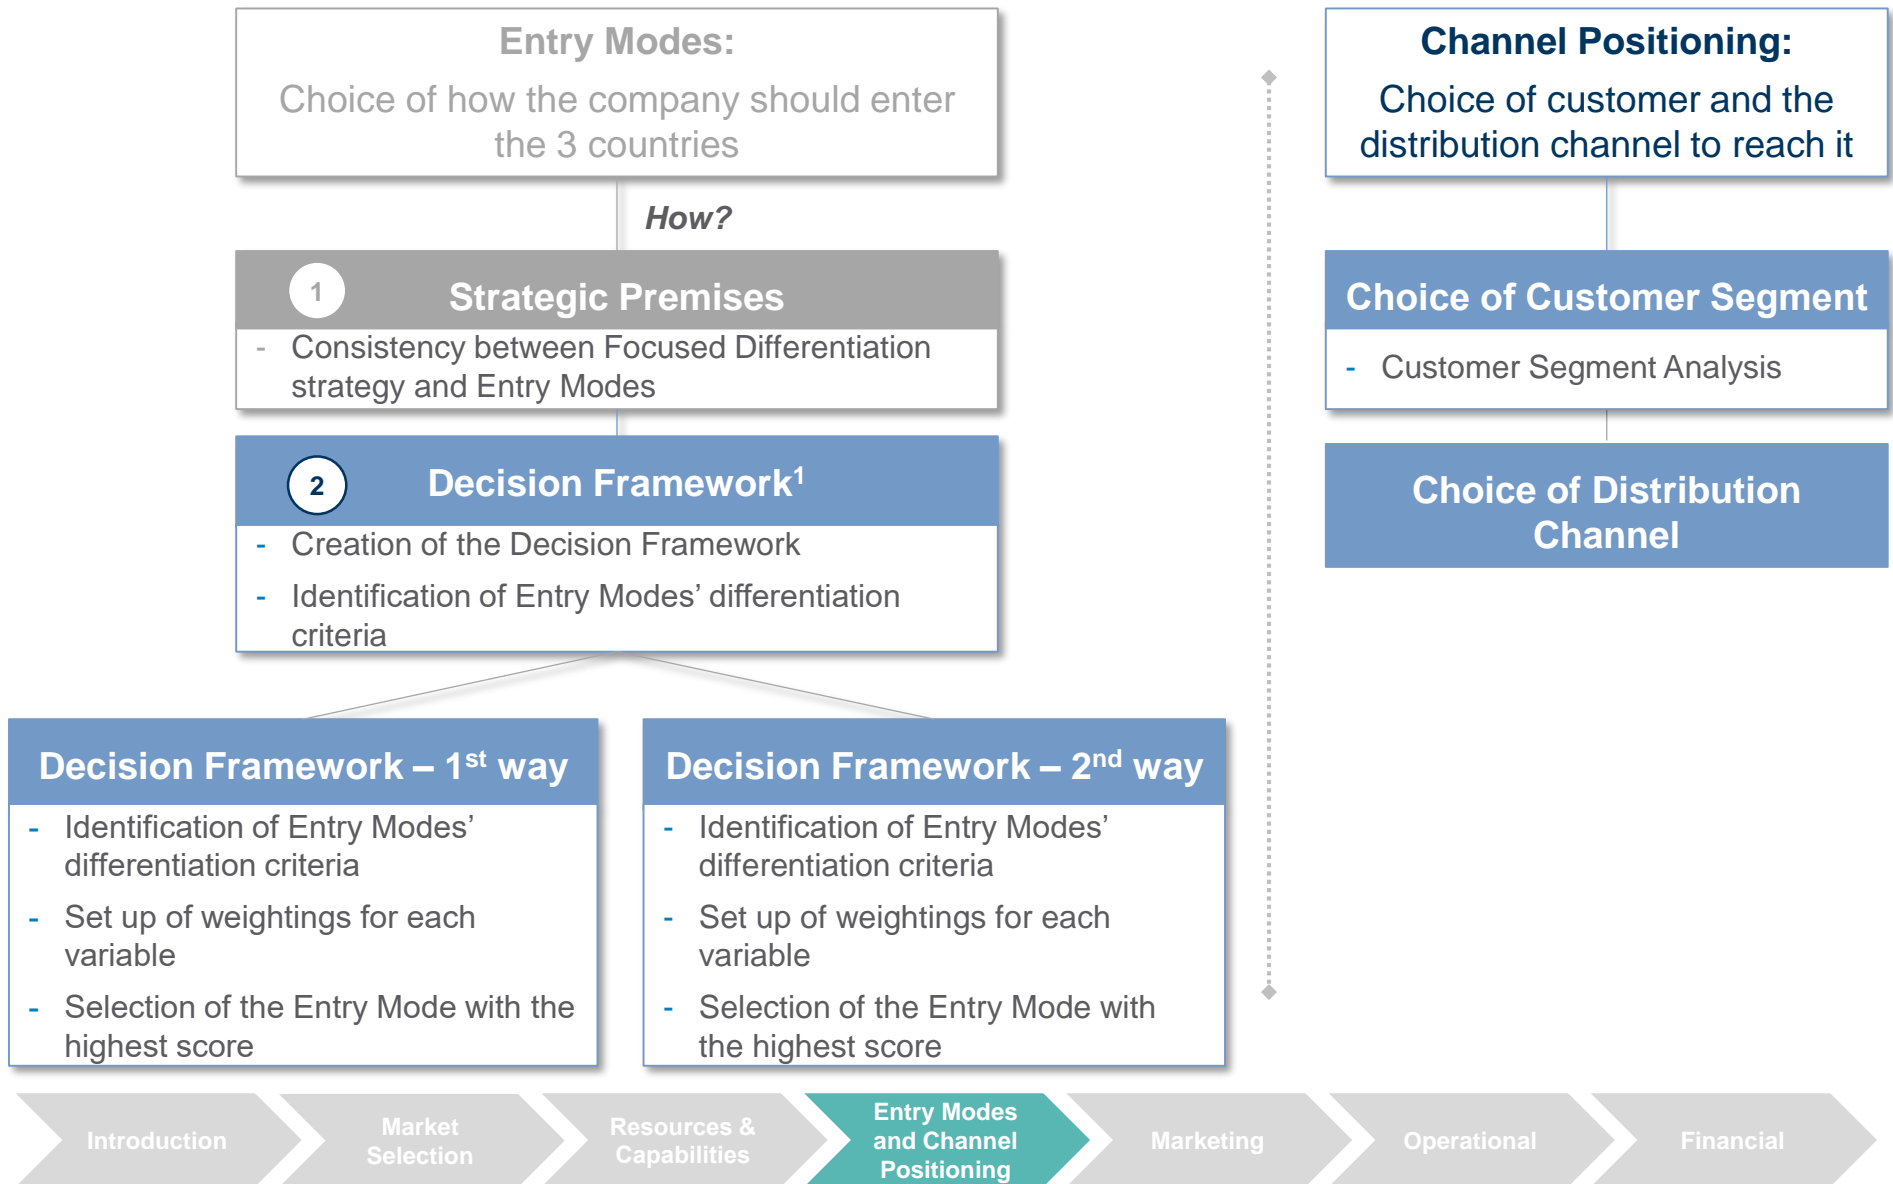 Entry Modes:
Choice of how the company should enter
the 3 countries
How?
1
Strategic Premises
- Consistency between Focused Differentiation
strategy and Entry Modes
2
Decision Framework¹
- Creation of the Decision Framework
- Identification of Entry Modes’ differentiation
criteria
Decision Framework – 1st way
- Identification of Entry Modes’
differentiation criteria
- Set up of weightings for each
variable
- Selection of the Entry Mode with the
highest score
Decision Framework – 2nd way
- Identification of Entry Modes’
differentiation criteria
- Set up of weightings for each
variable
- Selection of the Entry Mode with
the highest score
Channel Positioning:
Choice of customer and the
distribution channel to reach it
Choice of Customer Segment
- Customer Segment Analysis
Choice of Distribution
Channel
Introduction
Market
Selection
Resources &
Capabilities
Entry Modes
and Channel
Positioning
Marketing
Operational
Financial